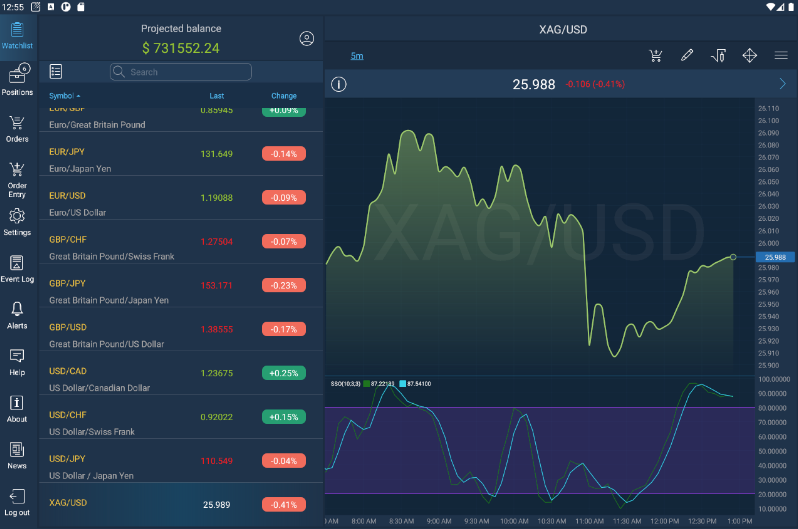 12:55
Projected balance
$ 731552.24
XAG/USD
Watchlist
Positions
Orders
Order
Entry
Settings
Event Log
Alerts
Help
About
News
Log out
Search
Symbol
Last
Change
EUR/GBP
0.85945
+0.09%
Euro/Great Britain Pound
EUR/JPY
131.649
-0.14%
Euro/Japan Yen
EUR/USD
1.19088
-0.09%
Euro/US Dollar
GBP/CHF
1.27504
-0.07%
Great Britain Pound/Swiss Frank
GBP/JPY
153.171
-0.23%
Great Britain Pound/Japan Yen
GBP/USD
1.38555
-0.17%
Great Britain Pound/US Dollar
USD/CAD
1.23675
+0.25%
US Dollar/Canadian Dollar
USD/CHF
0.92022
+0.15%
US Dollar/Swiss Frank
USD/JPY
110.549
-0.04%
US Dollar / Japan Yen
XAG/USD
25.989
-0.41%
5m
25.988
-0.106 (-0.41%)
XAG/USD
26.110
26.100
26.090
26.080
26.070
26.060
26.050
26.040
26.030
26.020
26.010
26.000
25.988
25.980
25.970
25.960
25.950
25.940
25.930
25.920
25.910
25.900
SSO(10;3,3)
87.22180
87.54100
100.00000
90.00000
80.00000
70.00000
60.00000
50.00000
40.00000
30.00000
20.00000
10.00000
AM
8:00 AM
8:30 AM
9:00 AM
9:30 AM
10:00 AM
10:30 AM
11:00 AM
11:30 AM
12:00 PM
12:30 PM
1:00 PM